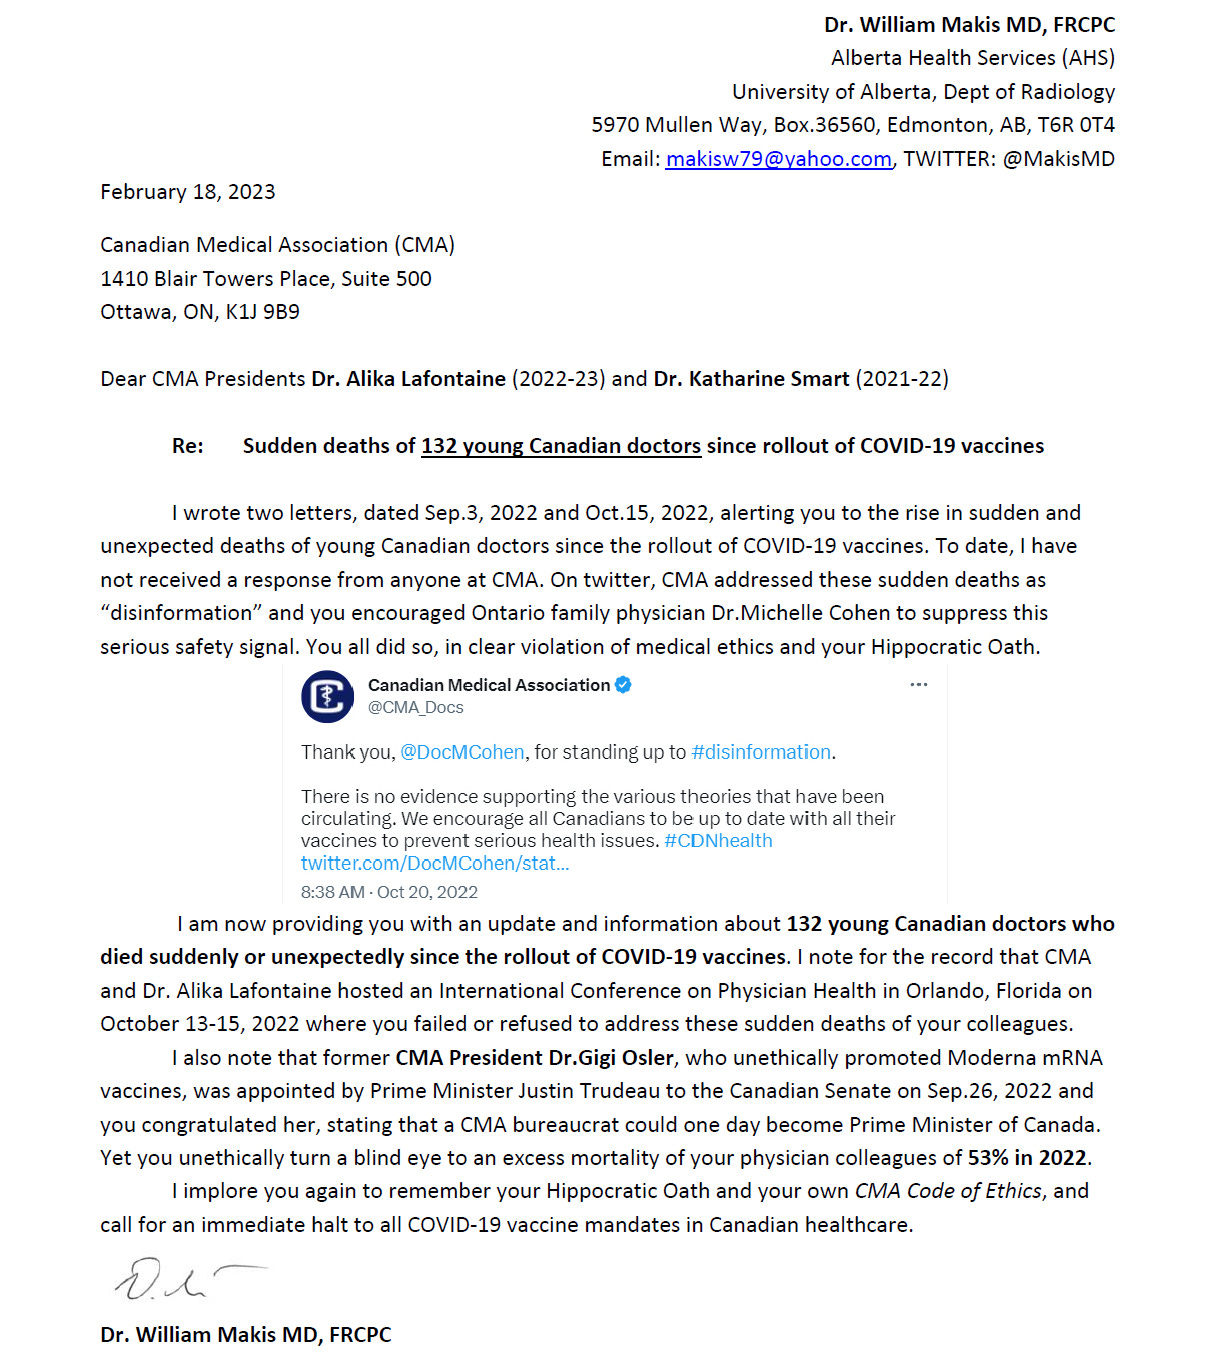 Dr. William Makis MD, FRCPC
Alberta Health Services (AHS)
University of Alberta, Dept of Radiology
5970 Mullen Way, Box.36560, Edmonton, AB, T6R 0T4
Email: makisw79@yahoo.com, TWITTER: @MakisMD
February 18, 2023
Canadian Medical Association (CMA)
1410 Blair Towers Place, Suite 500
Ottawa, ON, K1J 9B9
Dear CMA Presidents Dr. Alika Lafontaine (2022-23) and Dr. Katharine Smart (2021-22)
Re: Sudden deaths of 132 young Canadian doctors since rollout of COVID-19 vaccines
I wrote two letters, dated Sep.3, 2022 and Oct.15, 2022, alerting you to the rise in sudden and
unexpected deaths of young Canadian doctors since the rollout of COVID-19 vaccines. To date, I have
not received a response from anyone at CMA. On twitter, CMA addressed these sudden deaths as
“disinformation” and you encouraged Ontario family physician Dr.Michelle Cohen to suppress this
serious safety signal. You all did so, in clear violation of medical ethics and your Hippocratic Oath.
Canadian Medical Association
@CMA_Docs
Thank you, @DocMCohen, for standing up to #disinformation.
There is no evidence supporting the various theories that have been
circulating. We encourage all Canadians to be up to date with all their
vaccines to prevent serious health issues. #CDNhealth
twitter.com/DocMCohen/stat...
8:38 AM · Oct 20, 2022
I am now providing you with an update and information about 132 young Canadian doctors who
died suddenly or unexpectedly since the rollout of COVID-19 vaccines. I note for the record that CMA
and Dr. Alika Lafontaine hosted an International Conference on Physician Health in Orlando, Florida on
October 13-15, 2022 where you failed or refused to address these sudden deaths of your colleagues.
I also note that former CMA President Dr.Gigi Osler, who unethically promoted Moderna mRNA
vaccines, was appointed by Prime Minister Justin Trudeau to the Canadian Senate on Sep.26, 2022 and
you congratulated her, stating that a CMA bureaucrat could one day become Prime Minister of Canada.
Yet you unethically turn a blind eye to an excess mortality of your physician colleagues of 53% in 2022.
I implore you again to remember your Hippocratic Oath and your own CMA Code of Ethics, and
call for an immediate halt to all COVID-19 vaccine mandates in Canadian healthcare.
Dr. William Makis MD, FRCPC